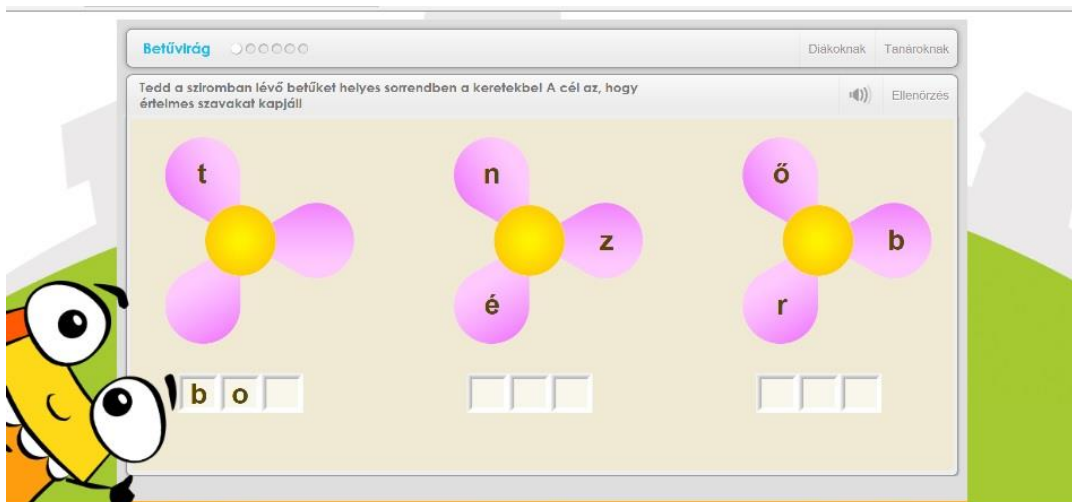 Betűvirág Diákoknak Tanároknak
Tedd a sziromban lévő betűket helyes sorrendben a keretekbe! A cél az, hogy
értelmes szavakat kapjál! Ellenőrzés
t n ő
z b
é r
b o